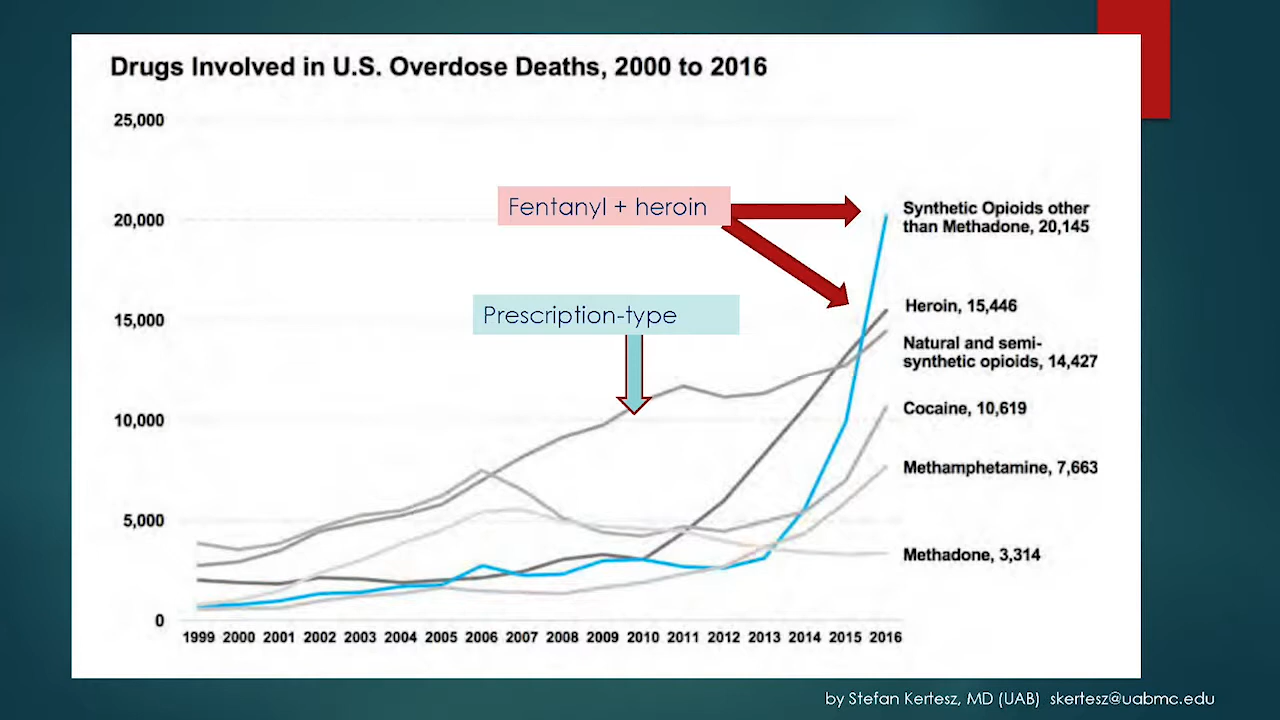 Drugs Involved in U.S. Overdose Deaths, 2000 to 2016
25,000
20,000
15,000
10,000
5,000
0
Fentanyl + heroin
Prescription-type
Synthetic Opioids other
than Methadone, 20,145
Heroin, 15,446
Natural and semi-
synthetic opioids, 14,427
Cocaine, 10,619
Methamphetamine, 7,663
Methadone, 3,314
1999 2000 2001 2002 2003 2004 2005 2006 2007 2008 2009 2010 2011 2012 2013 2014 2015 2016
by Stefan Kertesz, MD (UAB) skertesz@uabmc.edu